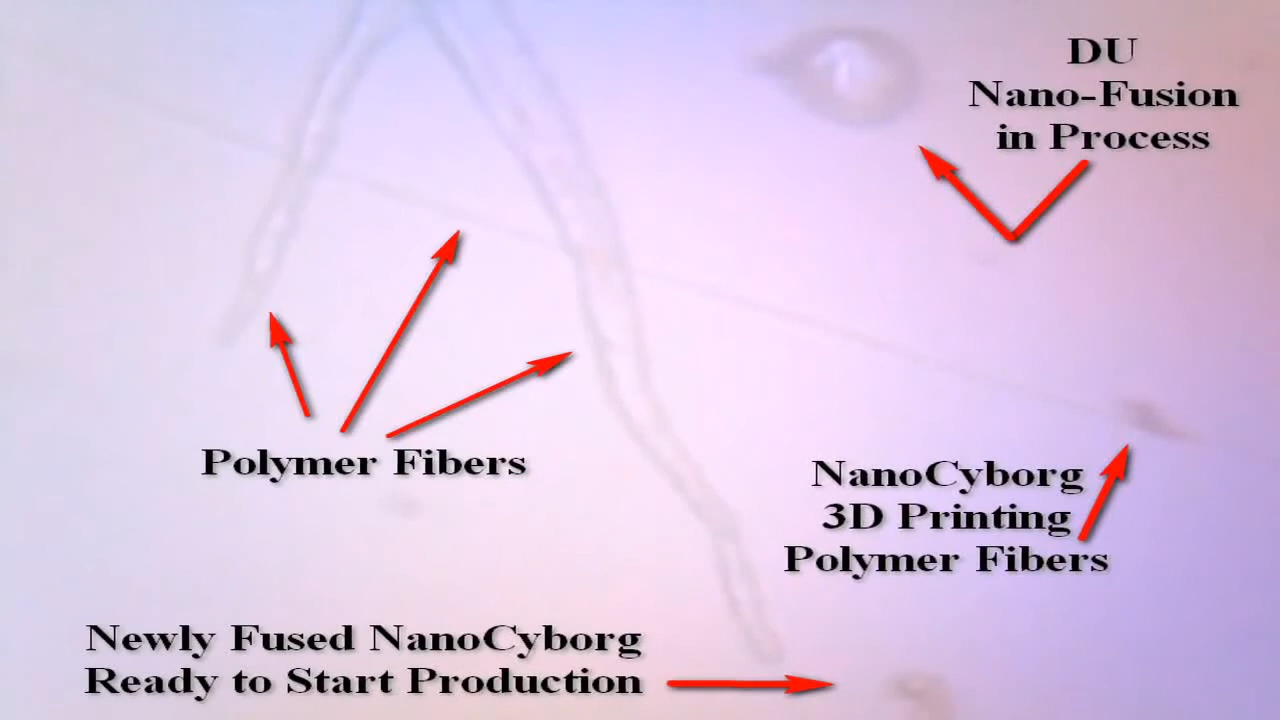 DU
Nano-Fusion
in Process
Polymer Fibers
NanoCyborg
3D Printing
Polymer Fibers
Newly Fused NanoCyborg
Ready to Start Production